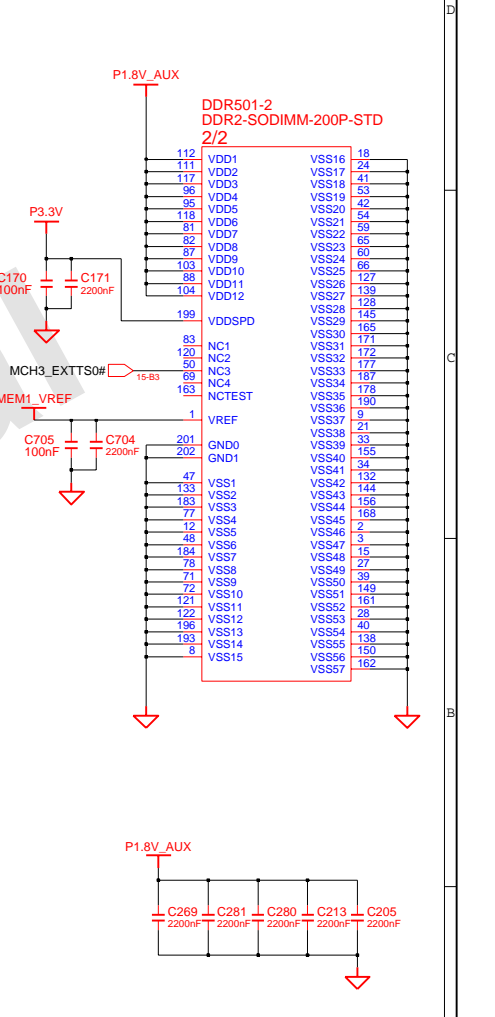 D
P1.8V_AUX
DDR501-2
DDR2-SODIMM-200P-STD
2/2
112 VDD1 VSS16 18
111 VDD2 VSS17 24
117 VDD3 VSS18 41
96 VDD4 VSS19 53
95 VDD5 VSS20 42
118 VDD6 VSS21 54
81 VDD7 VSS22 59
82 VDD8 VSS23 65
87 VDD9 VSS24 60
103 VDD10 VSS25 66
88 VDD11 VSS26 127
104 VDD12 VSS27 139
VSS28 128
199 VDDSPD VSS29 145
VSS30 165
83 NC1 VSS31 171
120 NC2 VSS32 172
50 NC3 VSS33 177
69 NC4 VSS34 187
163 NCTEST VSS35 178
VSS36 190
1 VREF VSS37 9
VSS38 21
201 GND0 VSS39 33
202 GND1 VSS40 155
VSS41 34
47 VSS1 VSS42 132
133 VSS2 VSS43 144
183 VSS3 VSS44 156
77 VSS4 VSS45 168
12 VSS5 VSS46 2
48 VSS6 VSS47 3
184 VSS7 VSS48 15
78 VSS8 VSS49 27
71 VSS9 VSS50 39
72 VSS10 VSS51 149
121 VSS11 VSS52 161
122 VSS12 VSS53 28
196 VSS13 VSS54 40
193 VSS14 VSS55 138
8 VSS15 VSS56 150
VSS57 162
P3.3V
C170 C171
100nF 2200nF
MCH3_EXTTS0# 15-B3
C
MEM1_VREF
C705 C704
100nF 2200nF
B
P1.8V_AUX
C269 C281 C280 C213 C205
2200nF 2200nF 2200nF 2200nF 2200nF